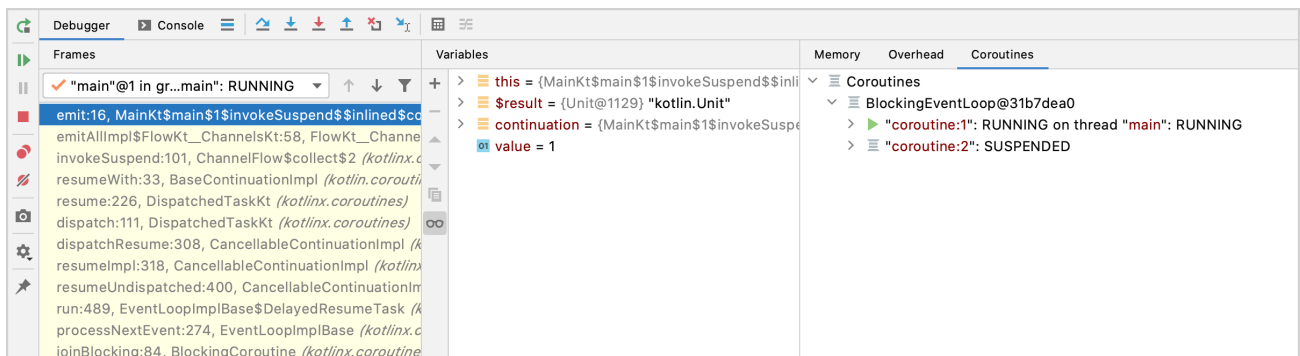 Debugger Console
Frames
"main"@1 in gr...main": RUNNING
emit:16, MainKt$main$1$invokeSuspend$$inlined$co
emitAllImpl$FlowKt__ChannelsKt:58, FlowKt__Channe
invokeSuspend:101, ChannelFlow$collect$2 (kotlinx.c
resumeWith:33, BaseContinuationImpl (kotlin.corouti
resume:226, DispatchedTaskKt (kotlinx.coroutines)
dispatch:111, DispatchedTaskKt (kotlinx.coroutines)
dispatchResume:308, CancellableContinuationImpl (k
resumeImpl:318, CancellableContinuationImpl (kotlinx
resumeUndispatched:400, CancellableContinuationIm
run:489, EventLoopImplBase$DelayedResumeTask (k
processNextEvent:274, EventLoopImplBase (kotlinx.c
joinBlocking:84, BlockingCoroutine (kotlinx.coroutine
Variables
this = {MainKt$main$1$invokeSuspend$$inli
$result = {Unit@1129} "kotlin.Unit"
continuation = {MainKt$main$1$invokeSuspe
01 value = 1
Memory Overhead Coroutines
Coroutines
BlockingEventLoop@31b7dea0
"coroutine:1": RUNNING on thread "main": RUNNING
"coroutine:2": SUSPENDED